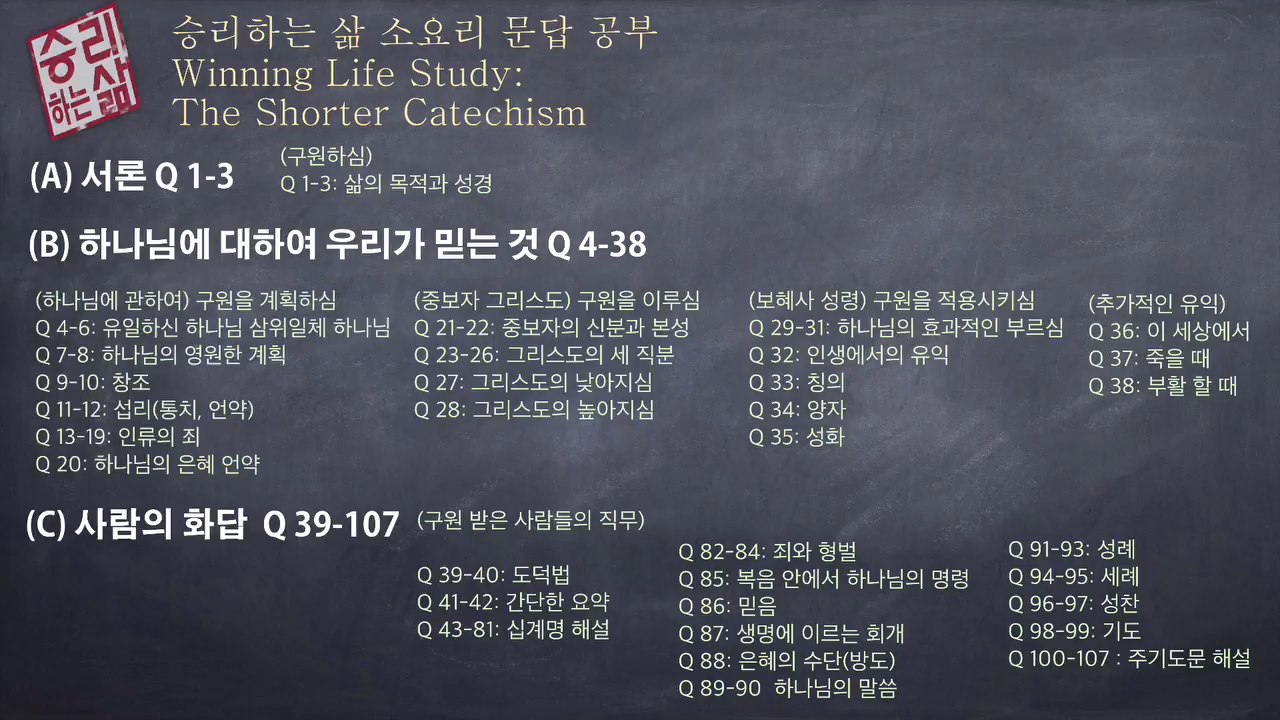 승리
하는 삶
승리하는 삶 소요리 문답 공부
Winning Life Study:
The Shorter Catechism
(A) 서론 Q 1-3
(구원하심)
Q 1-3: 삶의 목적과 성경
(B) 하나님에 대하여 우리가 믿는 것 Q 4-38
(하나님에 관하여) 구원을 계획하심
Q 4-6: 유일하신 하나님 삼위일체 하나님
Q 7-8: 하나님의 영원한 계획
Q 9-10: 창조
Q 11-12: 섭리(통치, 언약)
Q 13-19: 인류의 죄
Q 20: 하나님의 은혜 언약
(중보자 그리스도) 구원을 이루심
Q 21-22: 중보자의 신분과 본성
Q 23-26: 그리스도의 세 직분
Q 27: 그리스도의 낮아지심
Q 28: 그리스도의 높아지심
(보혜사 성령) 구원을 적용시키심
Q 29-31: 하나님의 효과적인 부르심
Q 32: 인생에서의 유익
Q 33: 칭의
Q 34: 양자
Q 35: 성화
(추가적인 유익)
Q 36: 이 세상에서
Q 37: 죽을 때
Q 38: 부활 할 때
(C) 사람의 화답 Q 39-107
(구원 받은 사람들의 직무)
Q 39-40: 도덕법
Q 41-42: 간단한 요약
Q 43-81: 십계명 해설
Q 82-84: 죄와 형벌
Q 85: 복음 안에서 하나님의 명령
Q 86: 믿음
Q 87: 생명에 이르는 회개
Q 88: 은혜의 수단(방도)
Q 89-90 하나님의 말씀
Q 91-93: 성례
Q 94-95: 세례
Q 96-97: 성찬
Q 98-99: 기도
Q 100-107 : 주기도문 해설